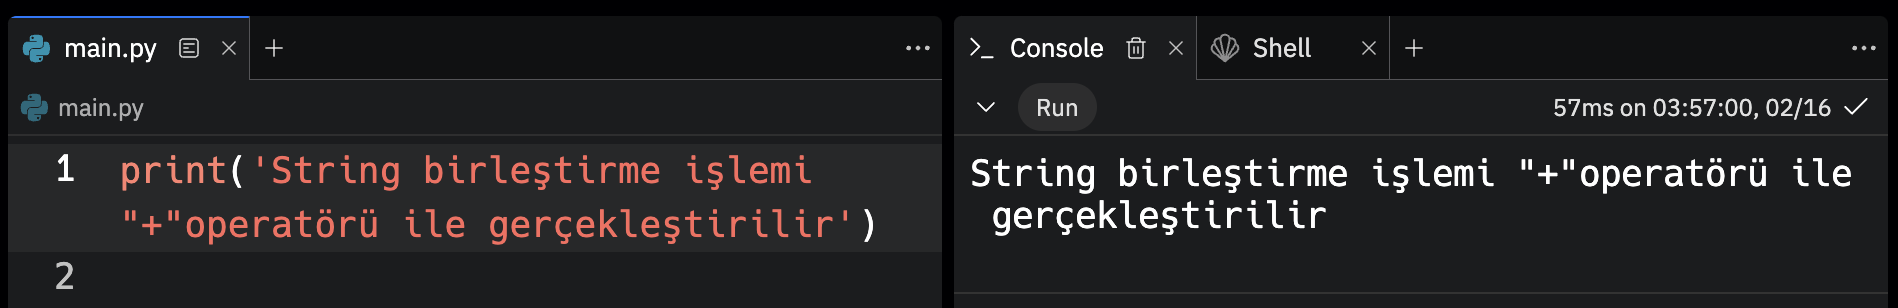 main.py
Console
Shell
main.py
Run
57ms on 03:57:00, 02/16
1 print('String birleştirme işlemi
"+"operatörü ile gerçekleştirilir')
2
String birleştirme işlemi "+"operatörü ile
gerçekleştirilir